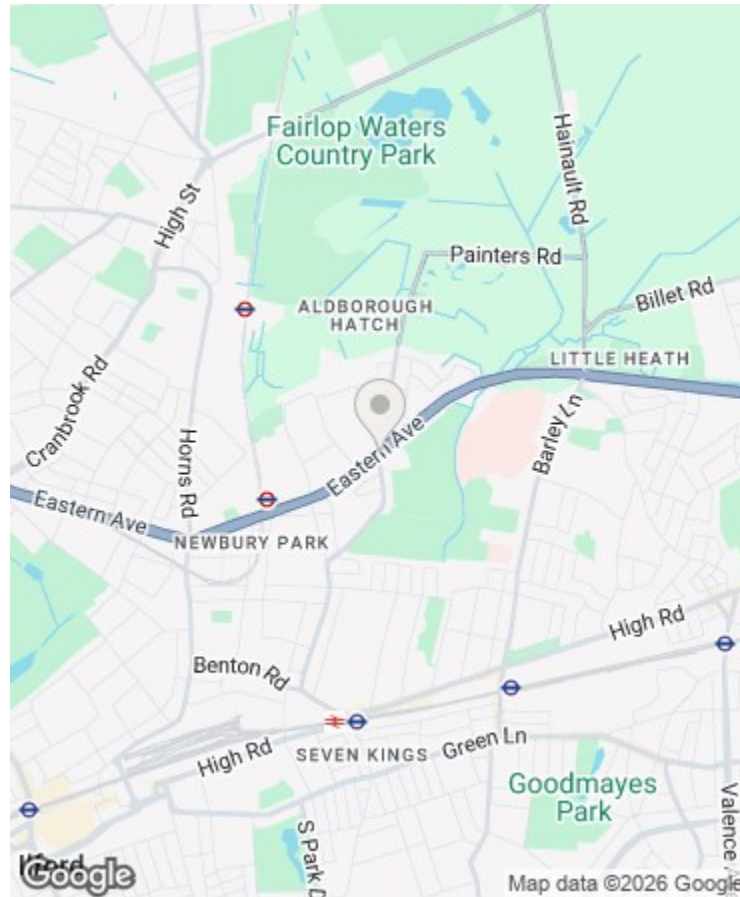 Fairlop Waters
Country Park
Hainault Rd
High St
Painters Rd
Billet Rd
ALDBOROUGH
HATCH
LITTLE HEATH
Cranbrook Rd
Horns Rd
Eastern Ave
Barley Ln
Eastern Ave
NEWBURY PARK
High Rd
Benton Rd
High Rd
SEVEN KINGS
Green Ln
Goodmayes
Park
S Park D
Valence A
Ilford
Google
Map data ©2026 Google